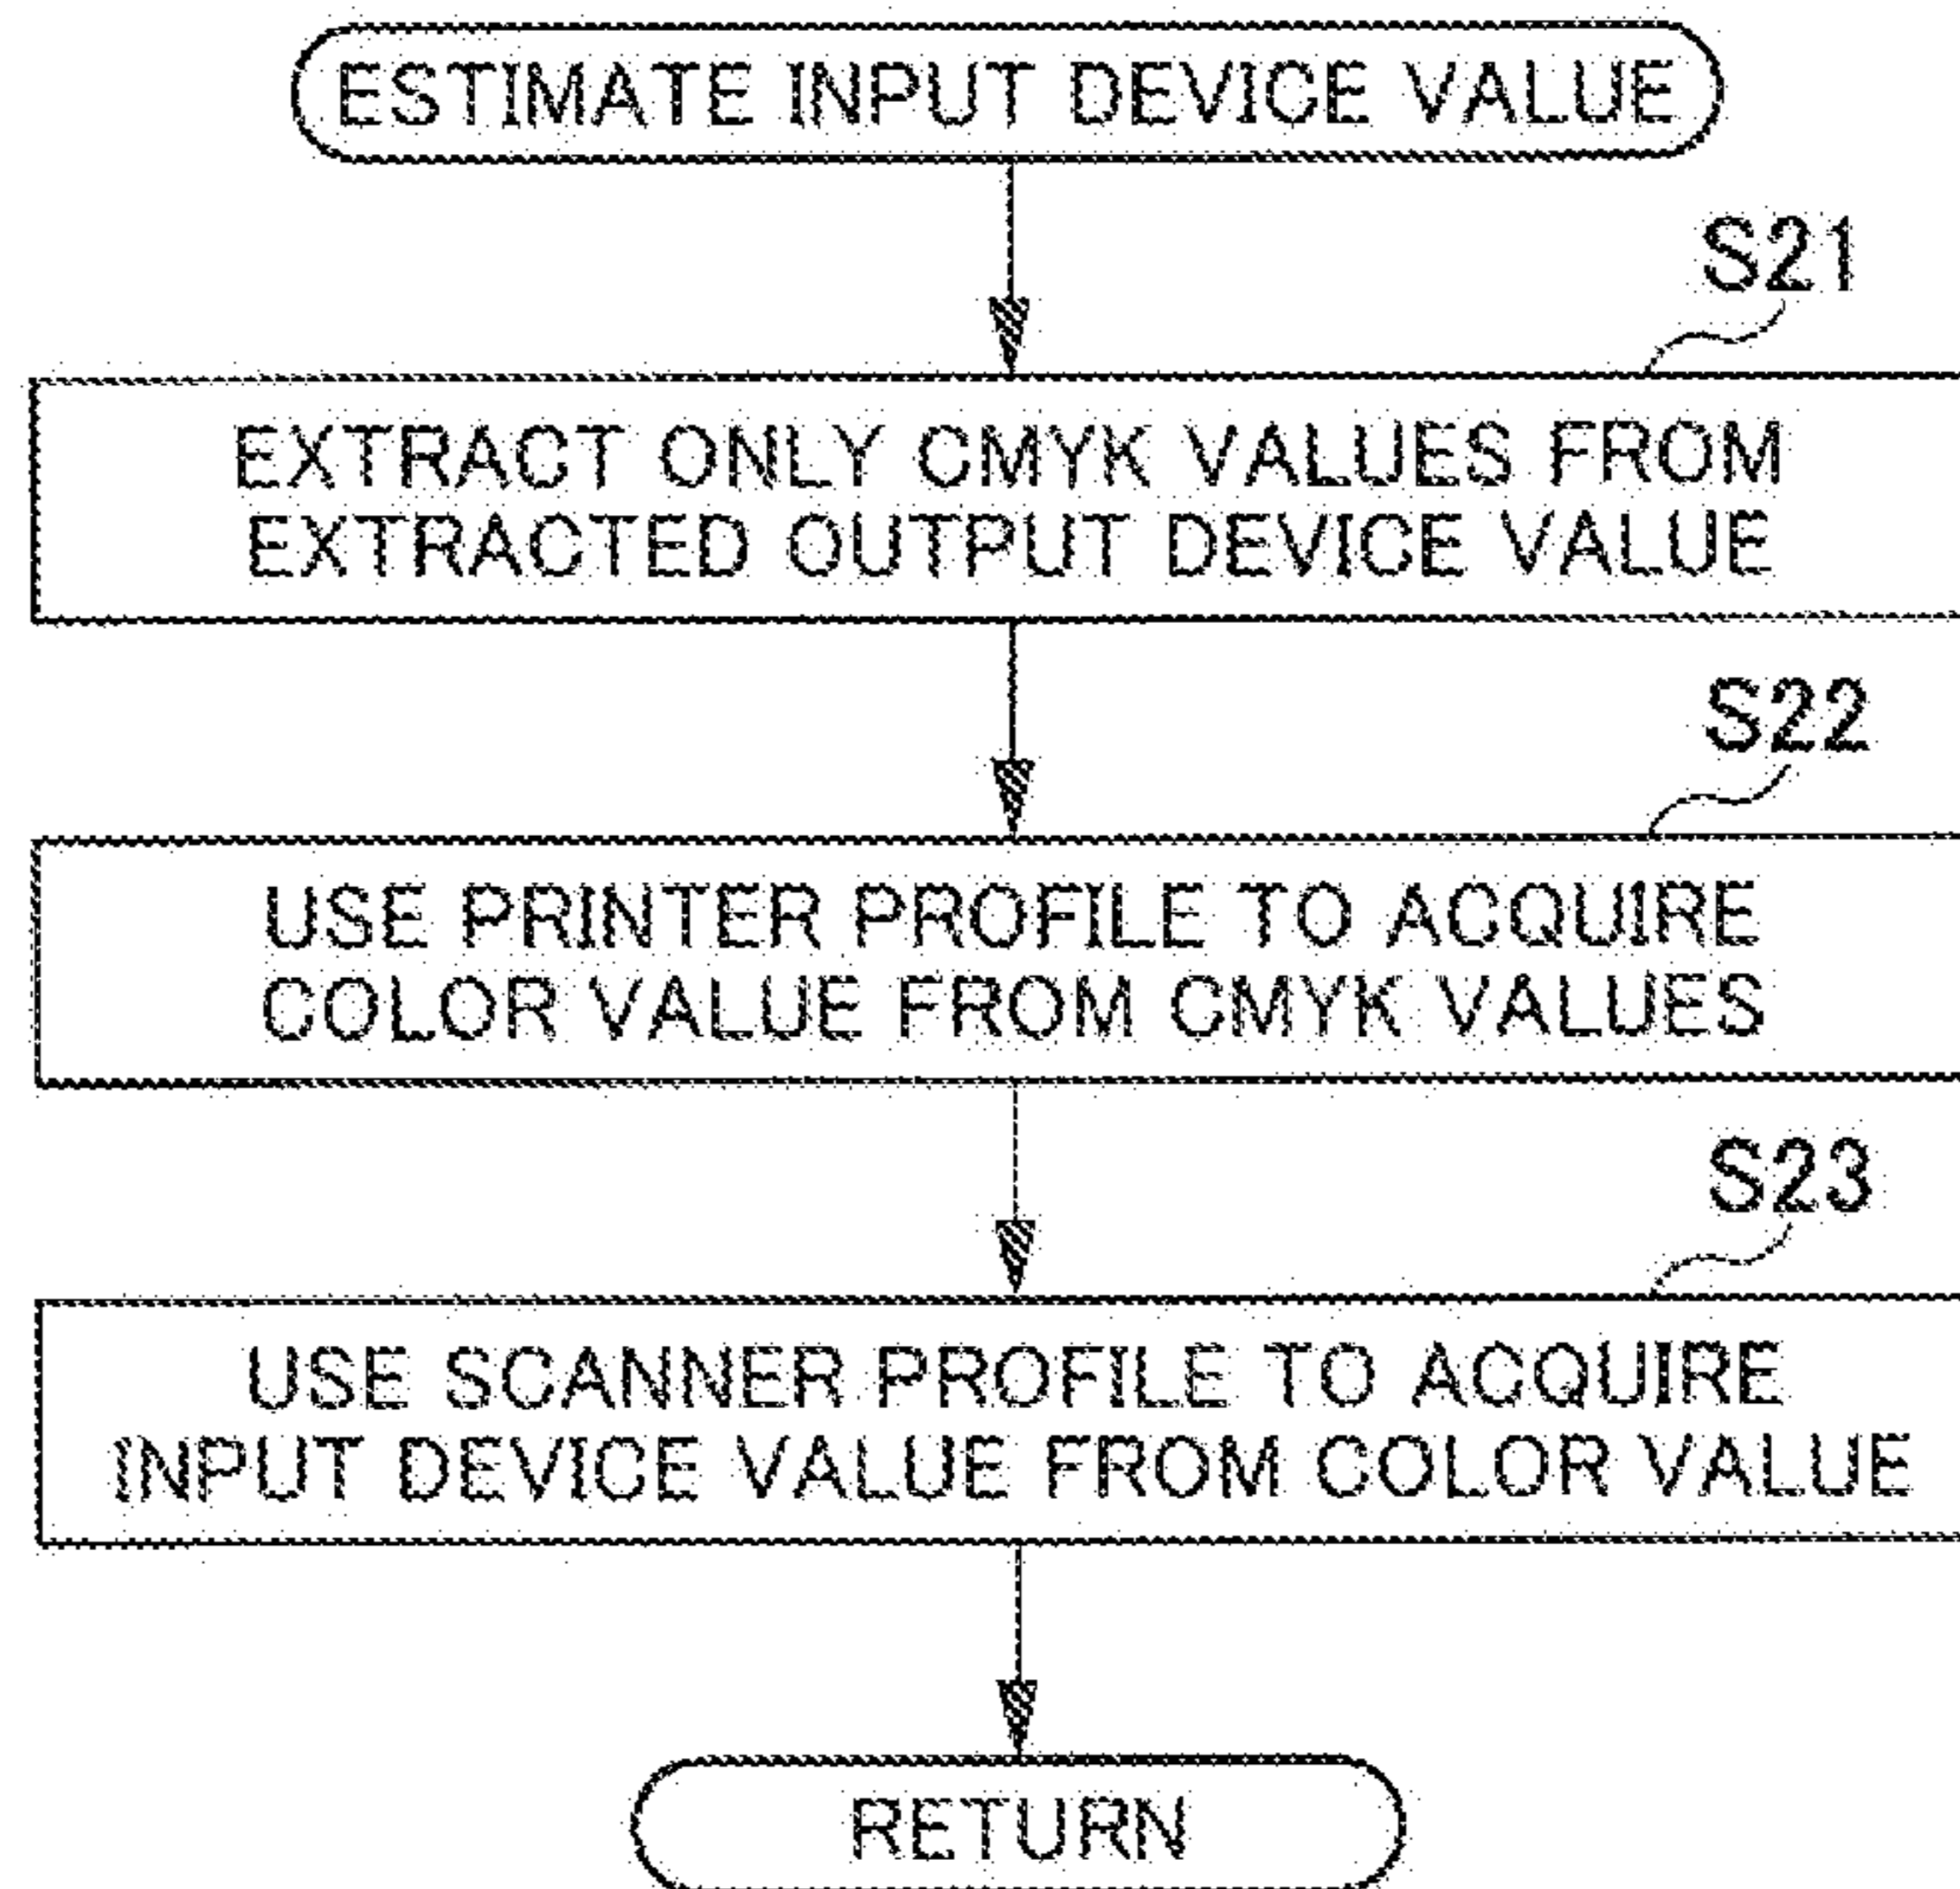 ESTIMATE INPUT DEVICE VALUE
S21
EXTRACT ONLY CMYK VALUES FROM
EXTRACTED OUTPUT DEVICE VALUE
S22
USE PRINTER PROFILE TO ACQUIRE
COLOR VALUE FROM CMYK VALUES
S23
USE SCANNER PROFILE TO ACQUIRE
INPUT DEVICE VALUE FROM COLOR VALUE
RETURN